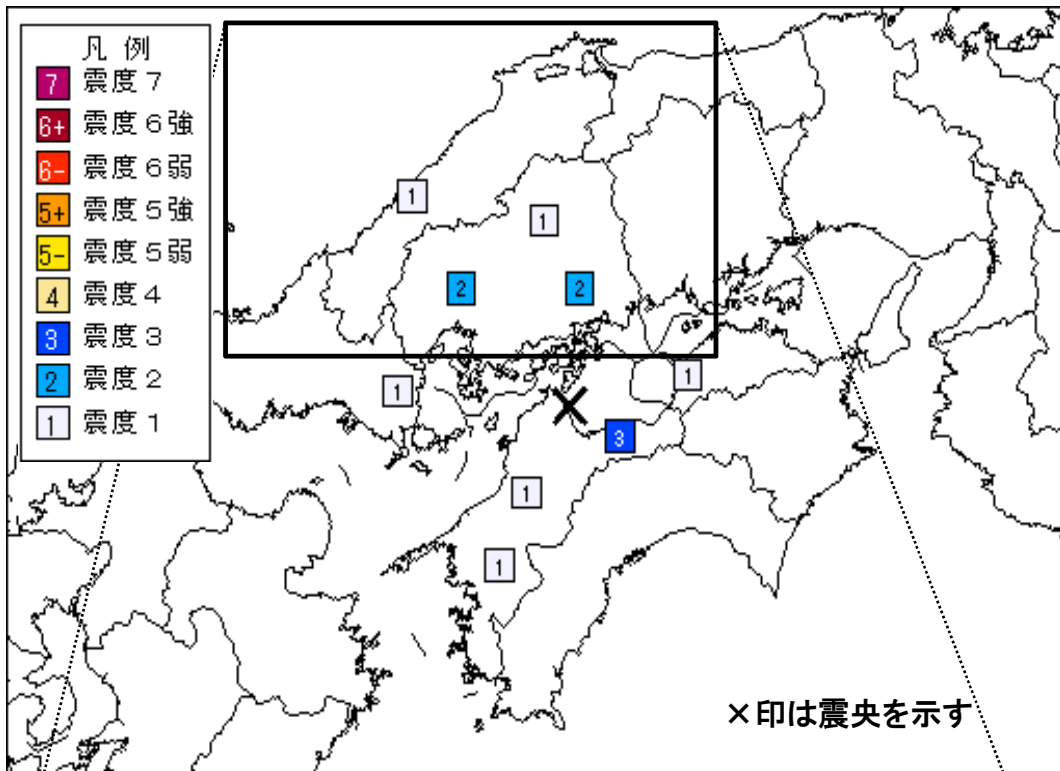 凡 例
7 震度７
6+ 震度６強
6- 震度６弱
5+ 震度５強
5- 震度５弱
4 震度４
3 震度３
2 震度２
1 震度１
1
1
2
2
1
1
3
1
1
×印は震央を示す